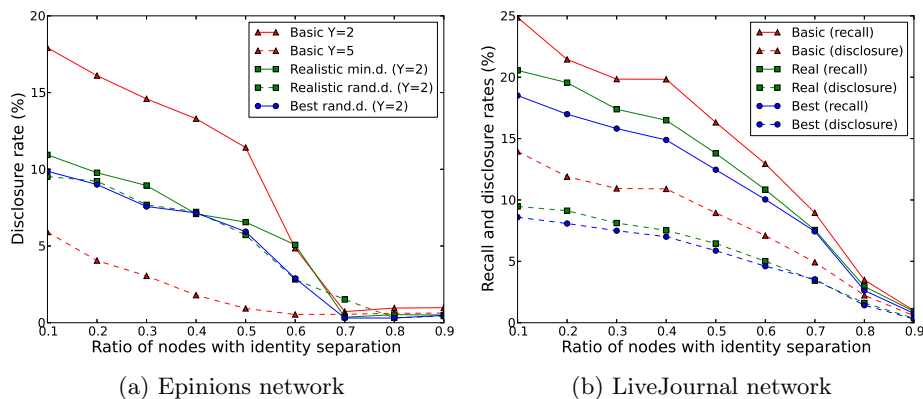 20
15
10
5
0
0.1 0.2 0.3 0.4 0.5 0.6 0.7 0.8 0.9
Disclosure rate (%)
Ratio of nodes with identity separation
Basic Y=2
Basic Y=5
Realistic min.d. (Y=2)
Realistic rand.d. (Y=2)
Best rand.d. (Y=2)
(a) Epinions network
25
20
15
10
5
0
0.1 0.2 0.3 0.4 0.5 0.6 0.7 0.8 0.9
Recall and disclosure rates (%)
Ratio of nodes with identity separation
Basic (recall)
Basic (disclosure)
Real (recall)
Real (disclosure)
Best (recall)
Best (disclosure)
(b) LiveJournal network